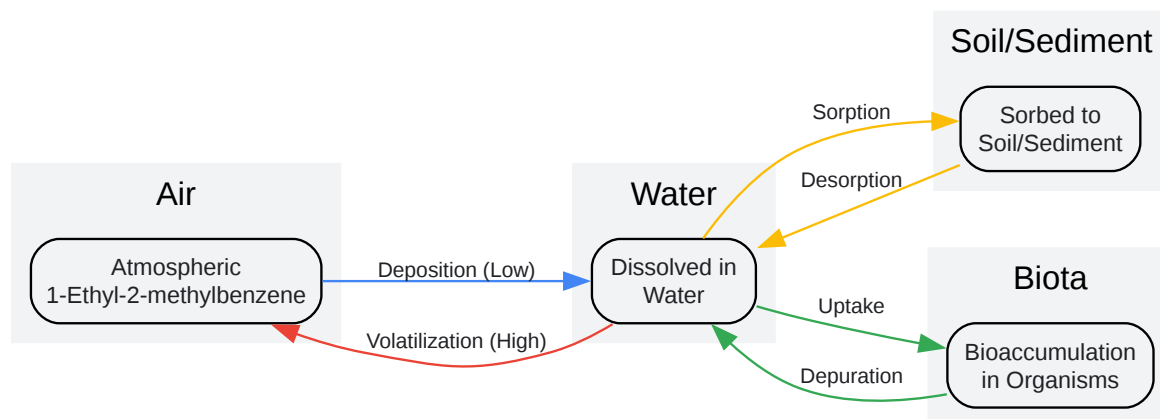 Soil/Sediment
Sorption
Sorbed to
Soil/Sediment
Desorption
Air
Water
Atmospheric
1-Ethyl-2-methylbenzene
Deposition (Low)
Dissolved in
Water
Volatilization (High)
Biota
Uptake
Bioaccumulation
in Organisms
Depuration